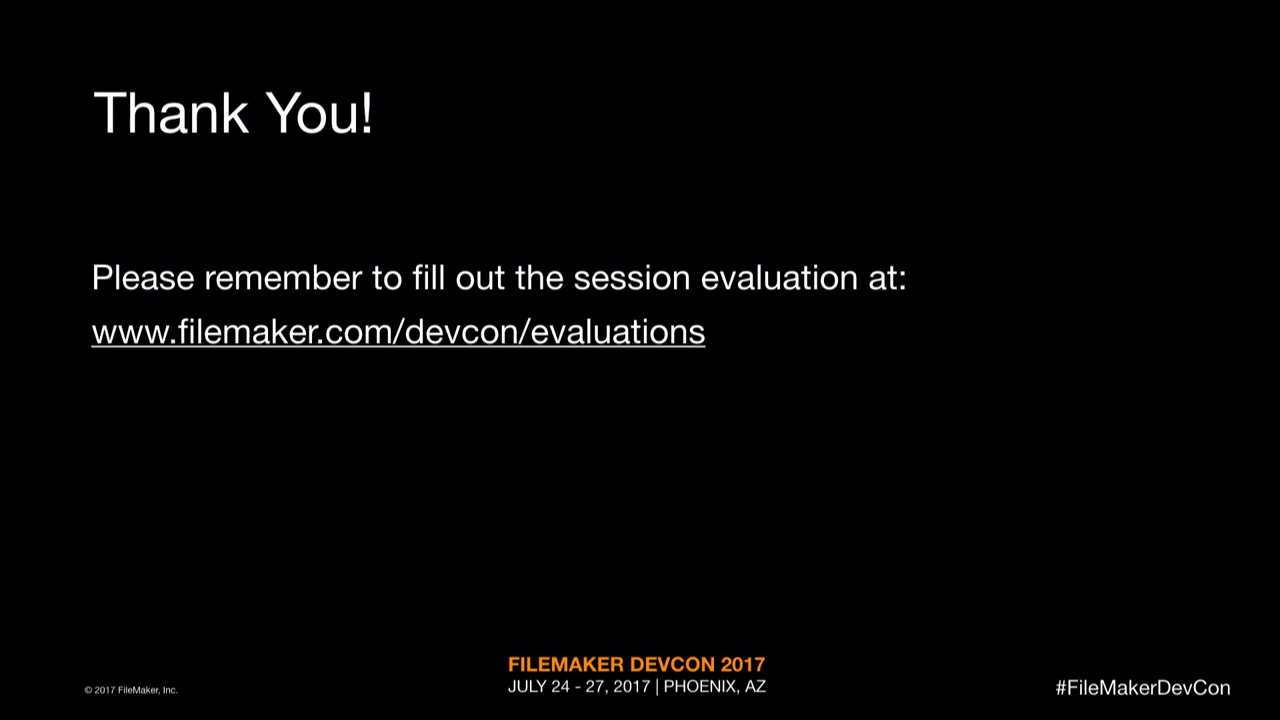 Thank You!
Please remember to fill out the session evaluation at:
www.filemaker.com/devcon/evaluations
© 2017 FileMaker, Inc.
FILEMAKER DEVCON 2017
JULY 24 - 27, 2017 | PHOENIX, AZ
#FileMakerDevCon